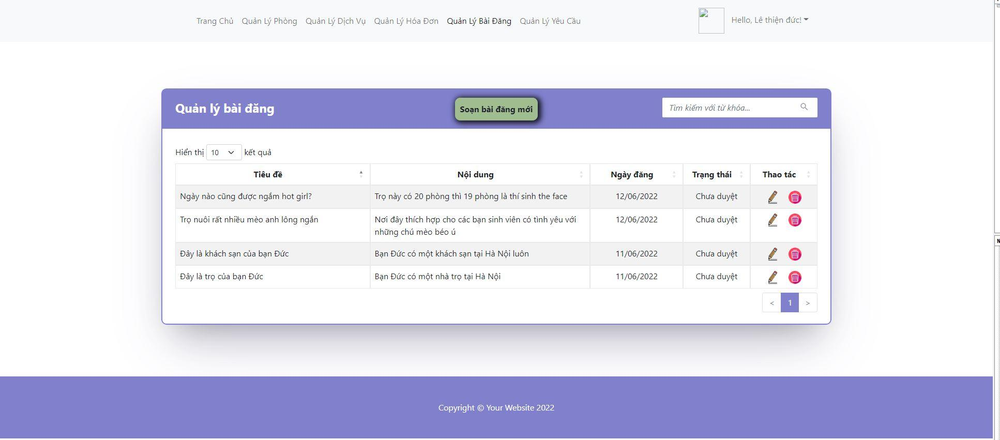 Trang Chủ Quản Lý Phòng Quản Lý Dịch Vụ Quản Lý Hóa Đơn Quản Lý Bài Đăng Quản Lý Yêu Cầu Hello, Lê thiện đức!
Quản lý bài đăng Soạn bài đăng mới Tìm kiếm với từ khóa...
Hiển thị 10 kết quả
Tiêu đề Nội dung Ngày đăng Trạng thái Thao tác
Ngày nào cũng được ngắm hot girl? Trọ này có 20 phòng thì 19 phòng là thí sinh the face 12/06/2022 Chưa duyệt
Trọ nuôi rất nhiều mèo anh lông ngắn Nơi đây thích hợp cho các bạn sinh viên có tình yêu với 12/06/2022 Chưa duyệt
những chú mèo béo ú
Đây là khách sạn của bạn Đức Bạn Đức có một khách sạn tại Hà Nội luôn 11/06/2022 Chưa duyệt
Đây là trọ của bạn Đức Bạn Đức có một nhà trọ tại Hà Nội 11/06/2022 Chưa duyệt
< 1 >
Copyright © Your Website 2022